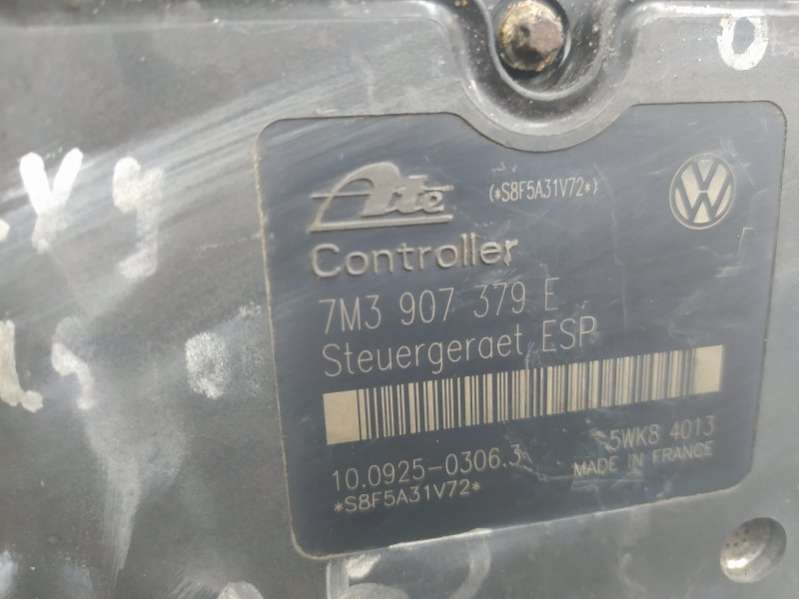 Ate (*S8F5A31V72*)
Controller
7M3 907 379 E
Steuergeraet ESP
10.0925-0306.3 5WK8 4013
*S8F5A31V72* MADE IN FRANCE